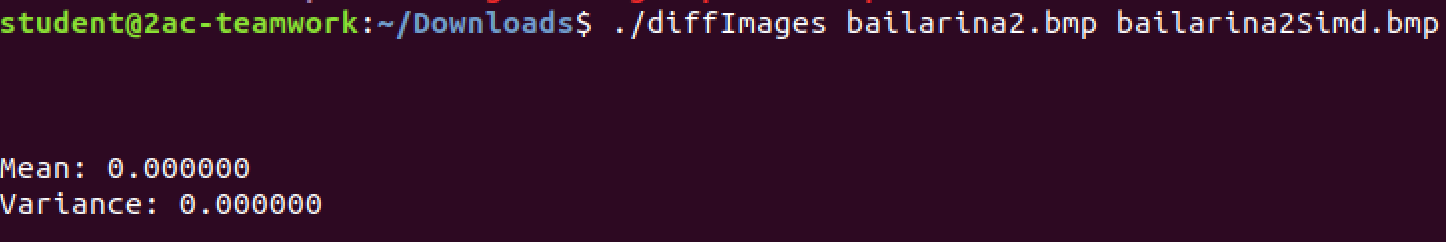 student@2ac-teamwork:~/Downloads$ ./diffImages bailarina2.bmp bailarina2Simd.bmp
Mean: 0.000000
Variance: 0.000000